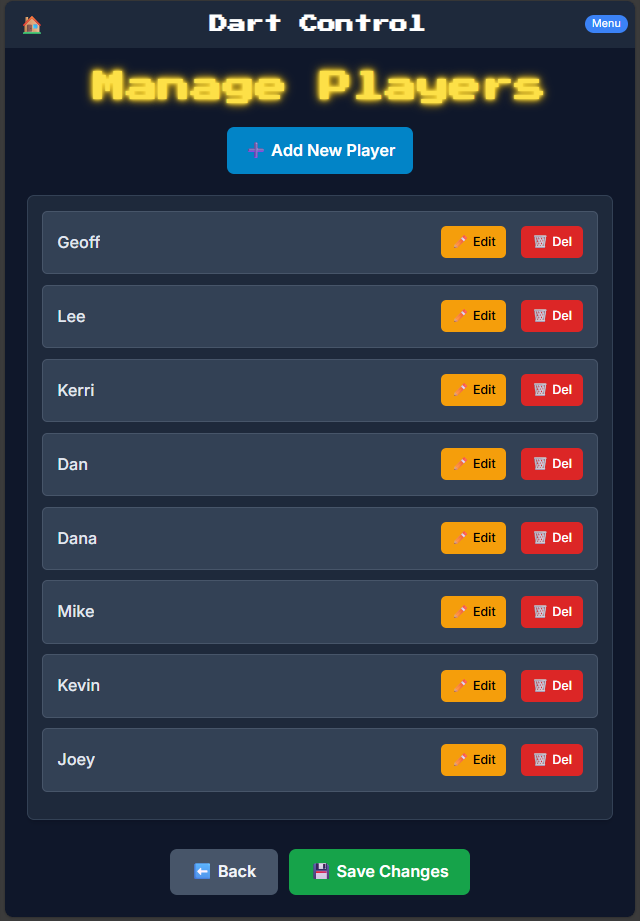 Dart Control
Menu
Manage Players
Add New Player
Geoff Edit Del
Lee Edit Del
Kerri Edit Del
Dan Edit Del
Dana Edit Del
Mike Edit Del
Kevin Edit Del
Joey Edit Del
Back Save Changes